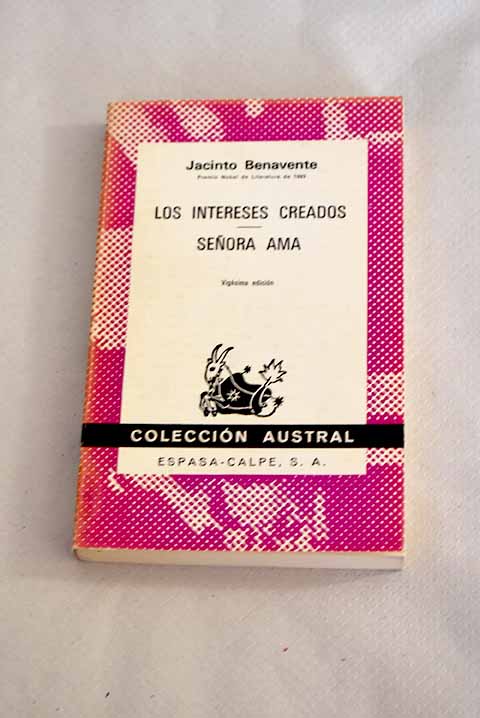 Jacinto Benavente
Premio Nobel de Literatura de 1922
LOS INTERESES CREADOS
SEÑORA AMA
Vigésima edición
COLECCIÓN AUSTRAL
ESPASA-CALPE, S. A.